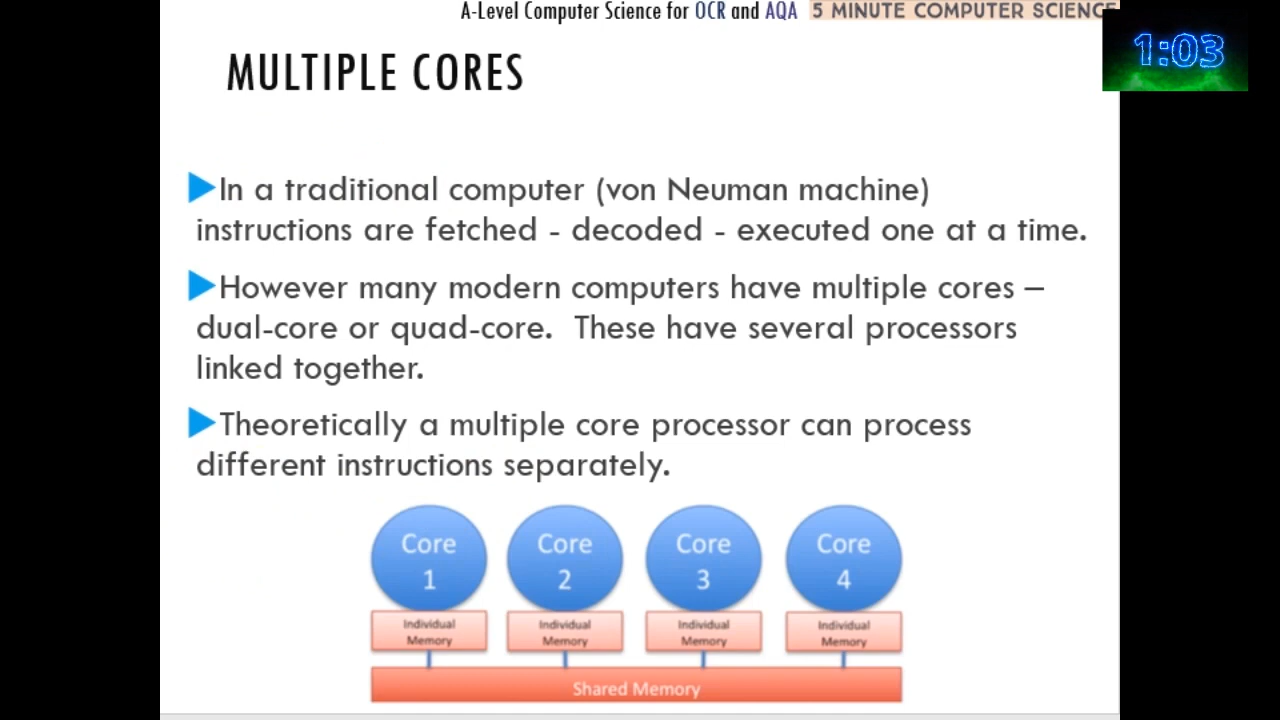 A-Level Computer Science for OCR and AQA 5 MINUTE COMPUTER SCIENCE
1:03
MULTIPLE CORES
In a traditional computer (von Neuman machine)
instructions are fetched - decoded - executed one at a time.
However many modern computers have multiple cores –
dual-core or quad-core. These have several processors
linked together.
Theoretically a multiple core processor can process
different instructions separately.
Core Core Core Core
1 2 3 4
Individual Individual Individual Individual
Memory Memory Memory Memory
Shared Memory